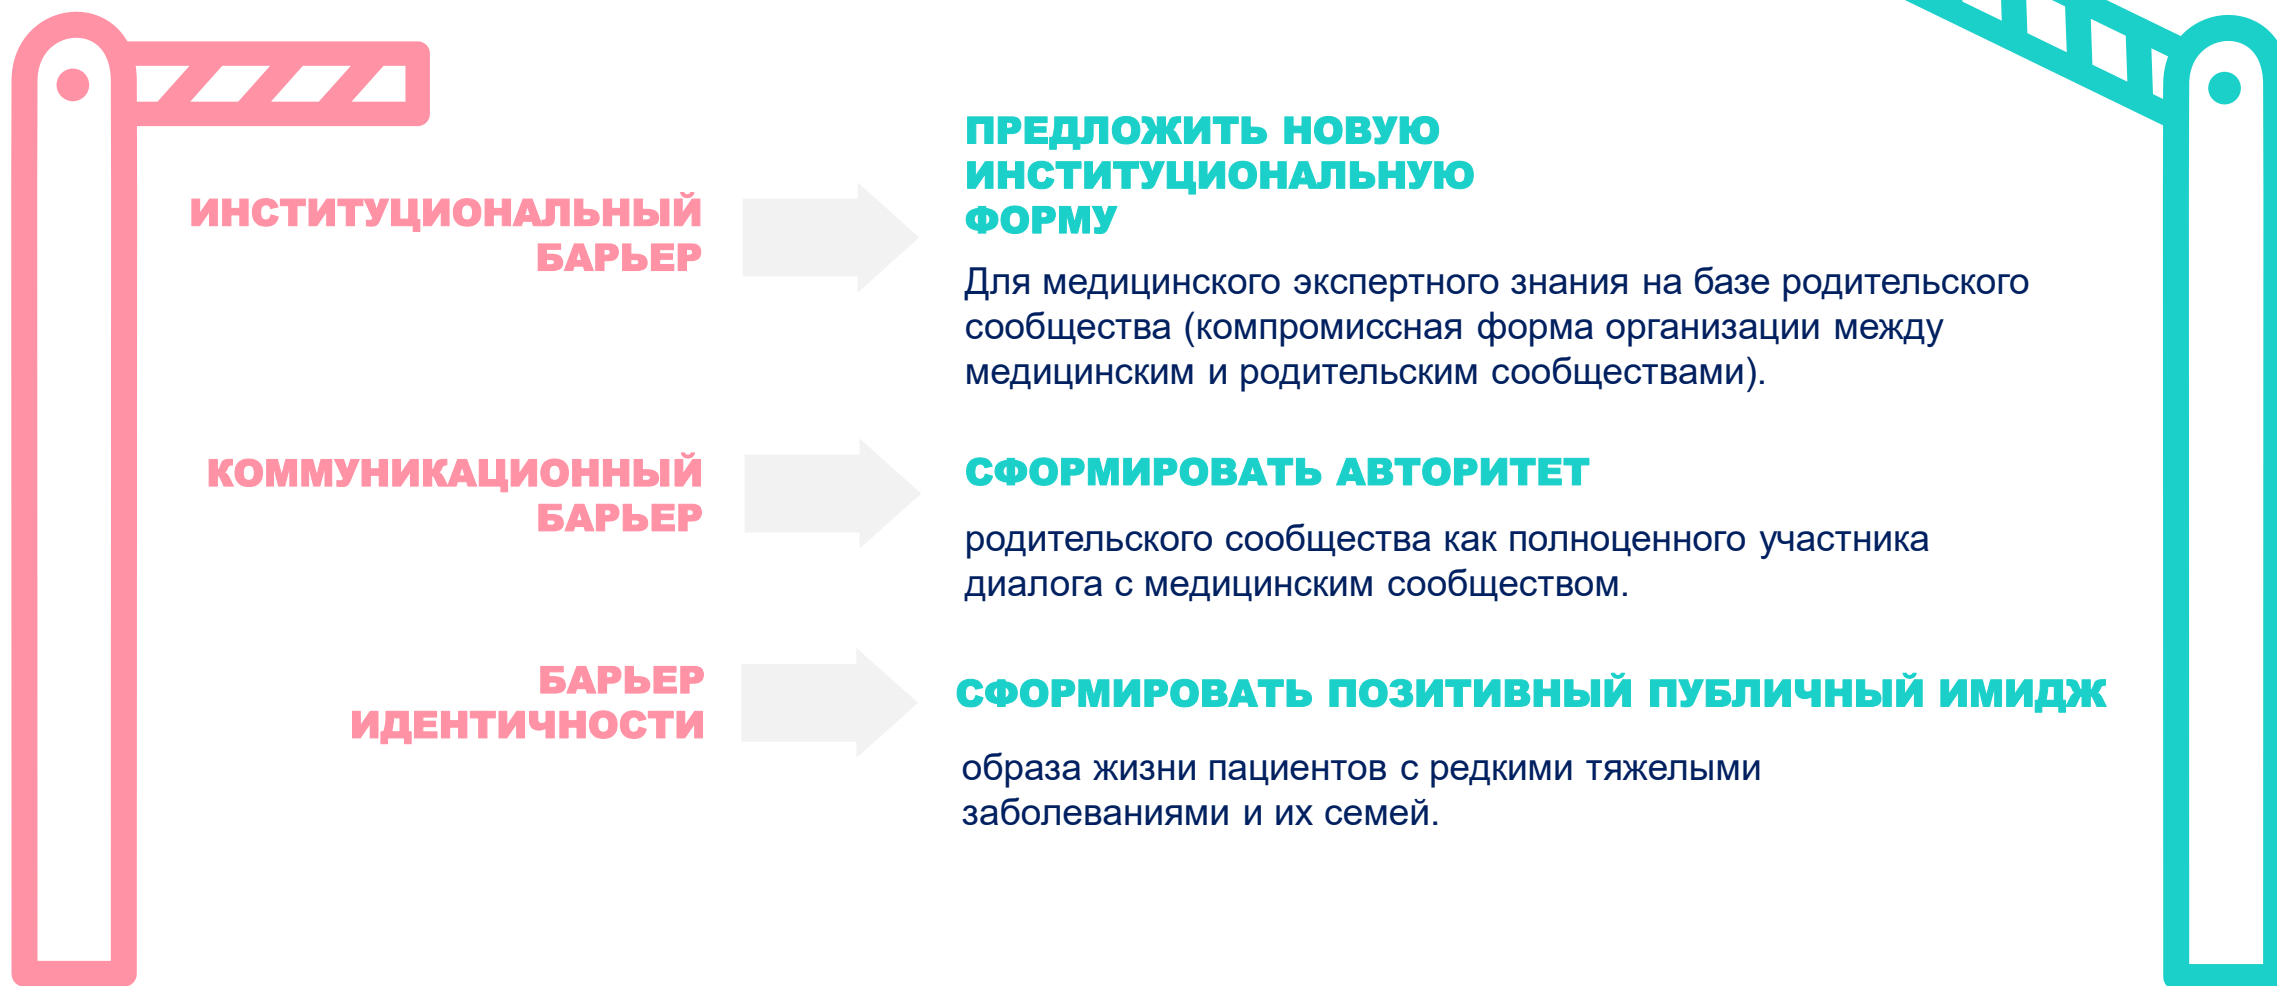 ИНСТИТУЦИОНАЛЬНЫЙ
БАРЬЕР
ПРЕДЛОЖИТЬ НОВУЮ
ИНСТИТУЦИОНАЛЬНУЮ
ФОРМУ
Для медицинского экспертного знания на базе родительского
сообщества (компромиссная форма организации между
медицинским и родительским сообществами).
КОММУНИКАЦИОННЫЙ
БАРЬЕР
СФОРМИРОВАТЬ АВТОРИТЕТ
родительского сообщества как полноценного участника
диалога с медицинским сообществом.
БАРЬЕР
ИДЕНТИЧНОСТИ
СФОРМИРОВАТЬ ПОЗИТИВНЫЙ ПУБЛИЧНЫЙ ИМИДЖ
образа жизни пациентов с редкими тяжелыми
заболеваниями и их семей.